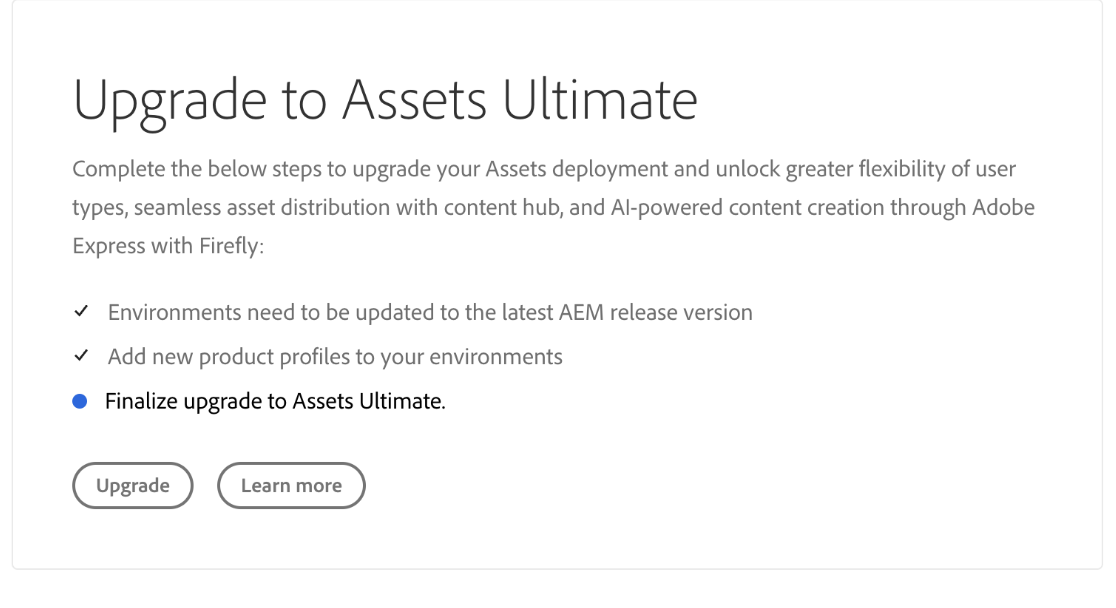 Upgrade to Assets Ultimate
Complete the below steps to upgrade your Assets deployment and unlock greater flexibility of user
types, seamless asset distribution with content hub, and AI-powered content creation through Adobe
Express with Firefly:
Environments need to be updated to the latest AEM release version
Add new product profiles to your environments
Finalize upgrade to Assets Ultimate.
Upgrade
Learn more